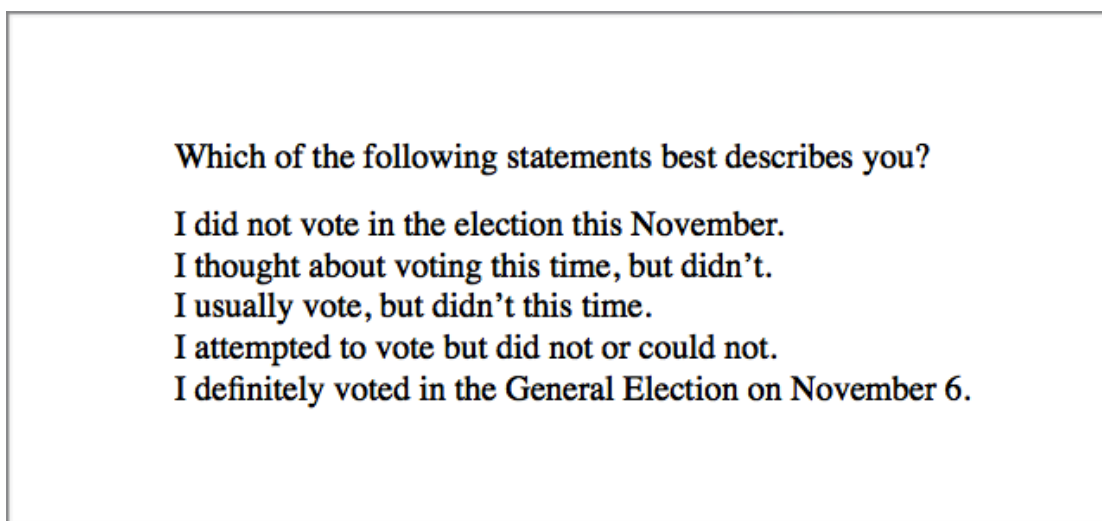 Which of the following statements best describes you?
I did not vote in the election this November.
I thought about voting this time, but didn’t.
I usually vote, but didn’t this time.
I attempted to vote but did not or could not.
I definitely voted in the General Election on November 6.